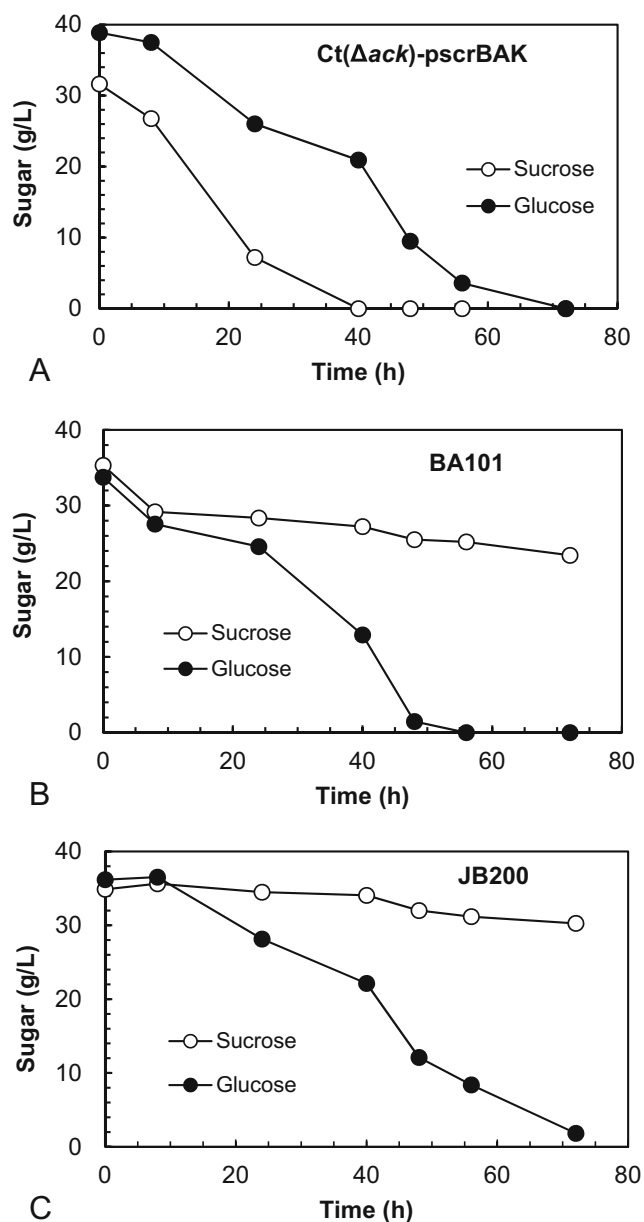 40
Ct(Δack)-pscrBAK
30
Sucrose
Glucose
20
10
0
Sugar (g/L)
0 20 40 60 80
Time (h)
A
40
BA101
30
20
Sucrose
Glucose
10
0
Sugar (g/L)
0 20 40 60 80
Time (h)
B
40
JB200
30
20
Sucrose
Glucose
10
0
Sugar (g/L)
0 20 40 60 80
Time (h)
C